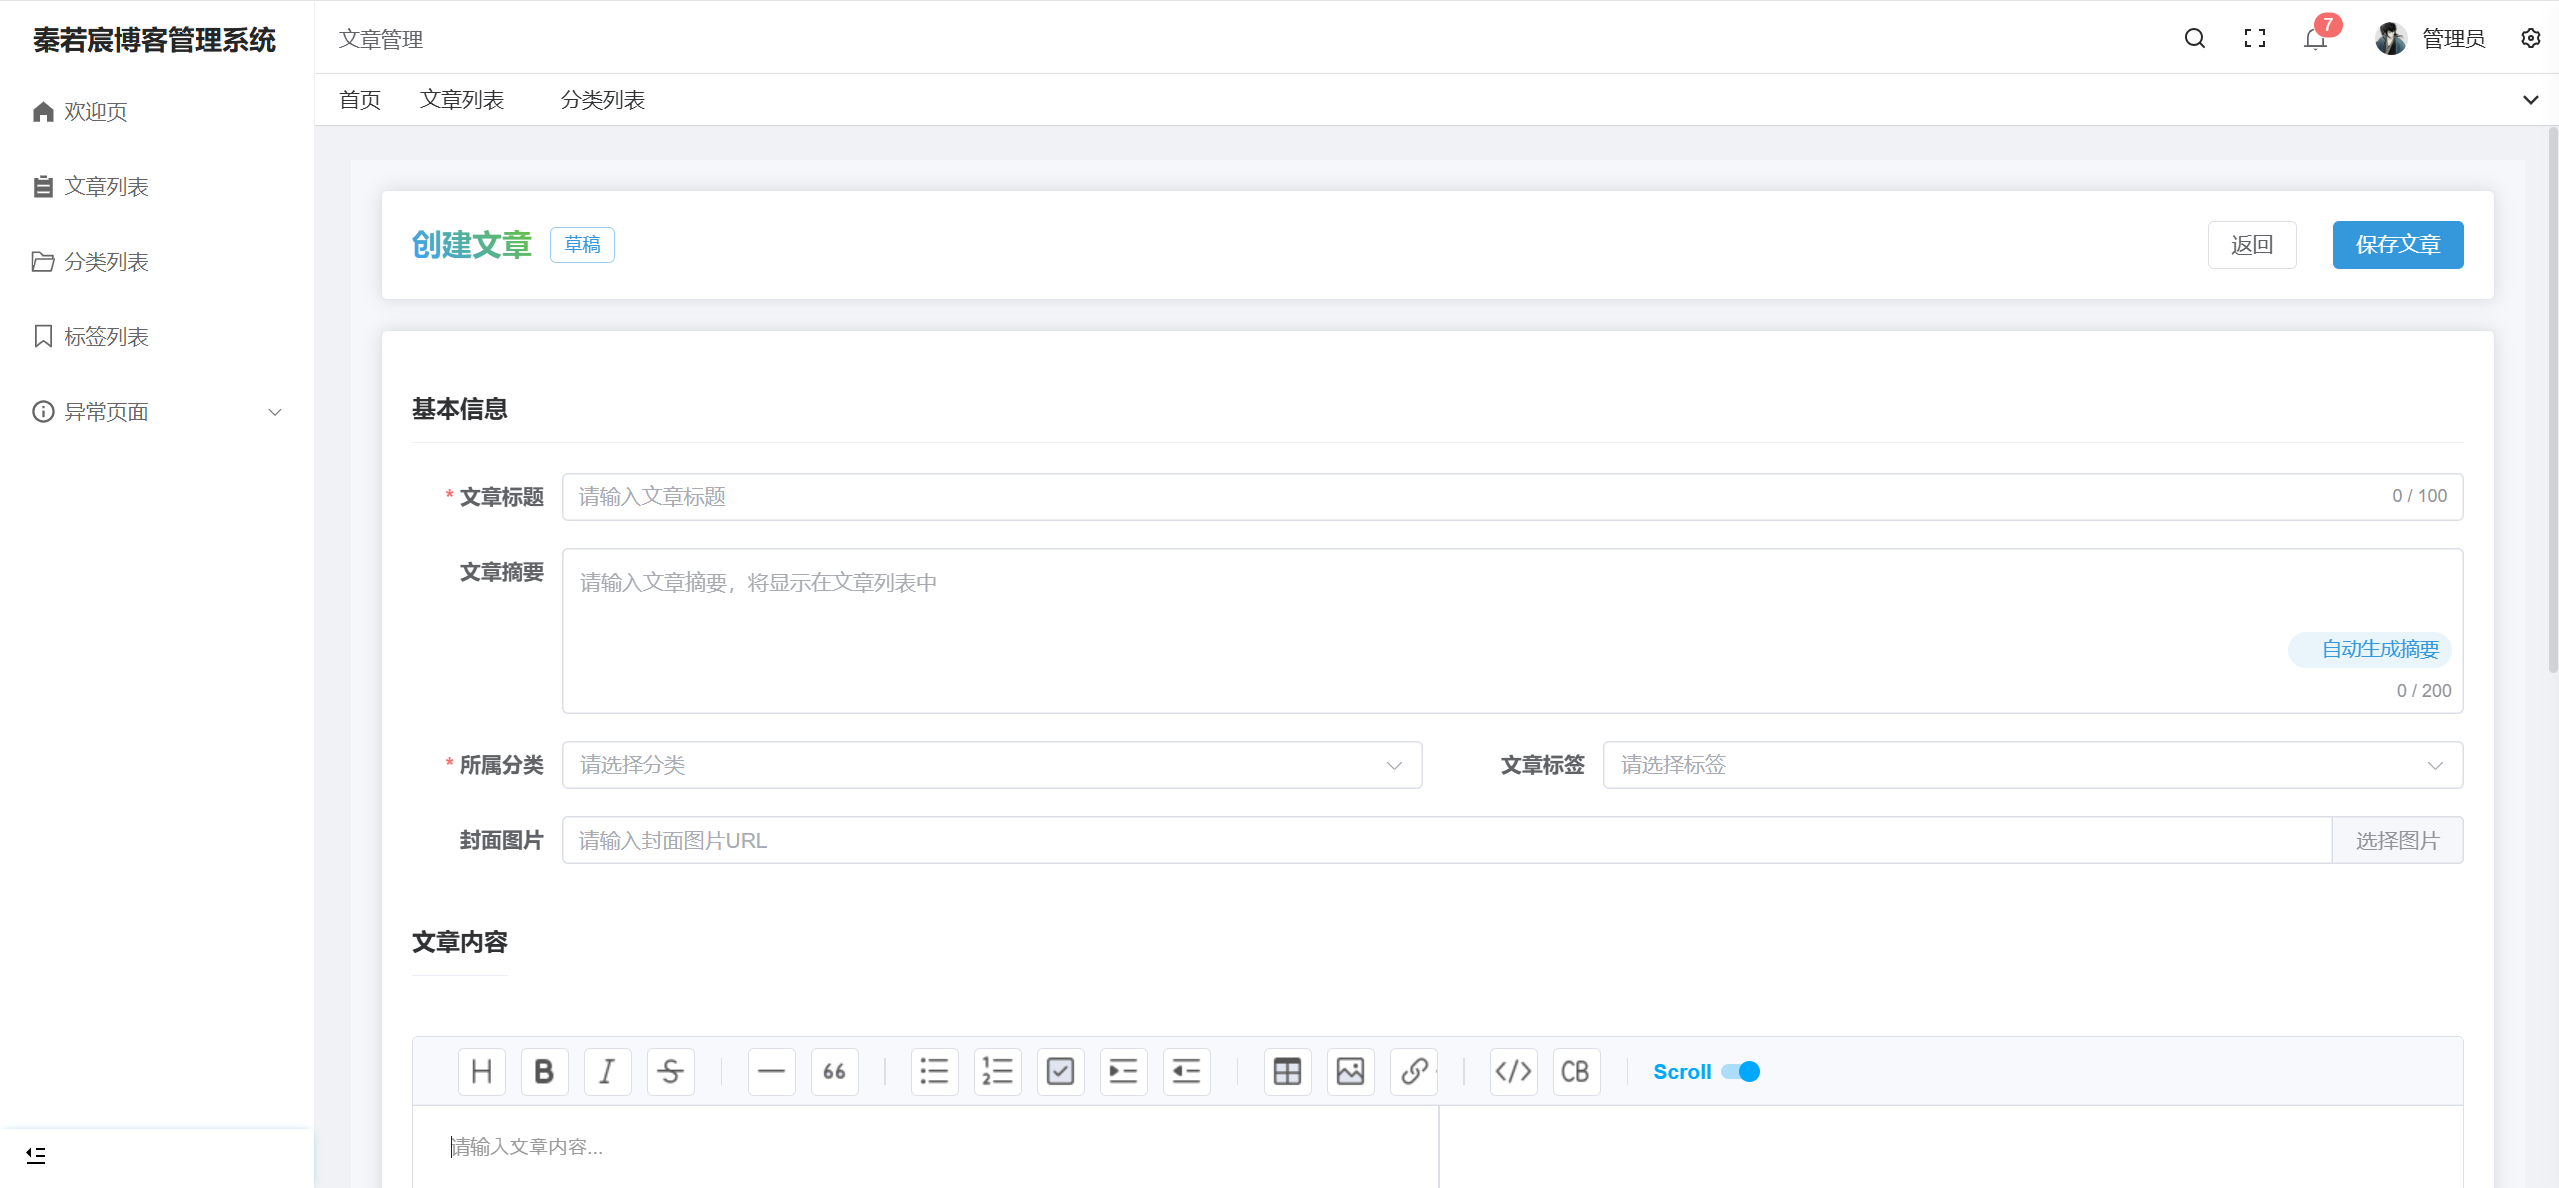 秦若宸博客管理系统
文章管理
7
管理员
首页 文章列表 分类列表
欢迎页
文章列表
分类列表
标签列表
异常页面
创建文章 草稿 返回 保存文章
基本信息
* 文章标题 请输入文章标题 0 / 100
文章摘要 请输入文章摘要，将显示在文章列表中
自动生成摘要
0 / 200
* 所属分类 请选择分类 文章标签 请选择标签
封面图片 请输入封面图片URL 选择图片
文章内容
H B I S — 66 </> CB Scroll
请输入文章内容...